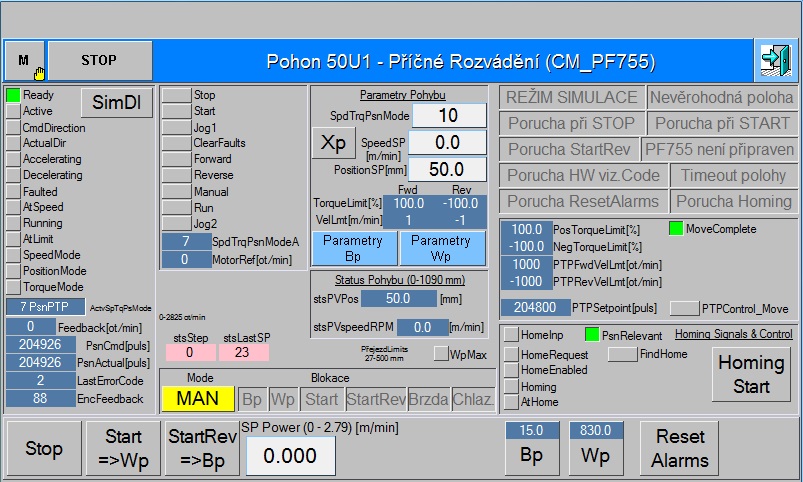 M
STOP
Pohon 50U1 - Příčné Rozvádění (CM_PF755)
Ready
SimDI
Active
CmdDirection
ActualDir
Accelerating
Decelerating
Faulted
AtSpeed
Running
AtLimit
SpeedMode
PositionMode
TorqueMode
7 PsnPTP ActvSpTqPsMode
0 Feedback[ot/min]
204926 PsnCmd[puls]
204926 PsnActual[puls]
2 LastErrorCode
88 EncFeedback
Stop
Start
Jog1
ClearFaults
Forward
Reverse
Manual
Run
Jog2
7 SpdTrqPsnModeA
0 MotorRef[ot/min]
0-2825 ot/min
stsStep stsLastSP
0 23
Parametry Pohybu
SpdTrqPsnMode 10
Xp
SpeedSP 0.0
[m/min]
PositionSP[mm] 50.0
Fwd Rev
TorqueLimit[%] 100.0 -100.0
VelLmt[m/min] 1 -1
Parametry Bp
Parametry Wp
Status Pohybu (0-1090 mm)
stsPVPos 50.0 [mm]
stsPVspeedRPM 0.0 [m/min]
PřejezdLimits
27-500 mm
WpMax
Mode Blokace
MAN Bp Wp Start StartRev Brzda Chlaz.
REŽIM SIMULACE Nevěrohodná poloha
Porucha při STOP Porucha při START
Porucha StartRev PF755 není připraven
Porucha HW viz.Code Timeout polohy
Porucha ResetAlarms Porucha Homing
100.0 PosTorqueLimit[%] MoveComplete
-100.0 NegTorqueLimit[%]
1000 PTPFwdVelLmt[ot/min]
-1000 PTPRevVelLmt[ot/min]
204800 PTPSetpoint[puls] PTPControl_Move
HomeInp PsnRelevant Homing Signals & Control
HomeRequest FindHome
HomeEnabled
Homing
AtHome
Homing
Start
Stop
Start
=>Wp
StartRev
=>Bp
SP Power (0 - 2.79) [m/min]
0.000
15.0
Bp
830.0
Wp
Reset
Alarms